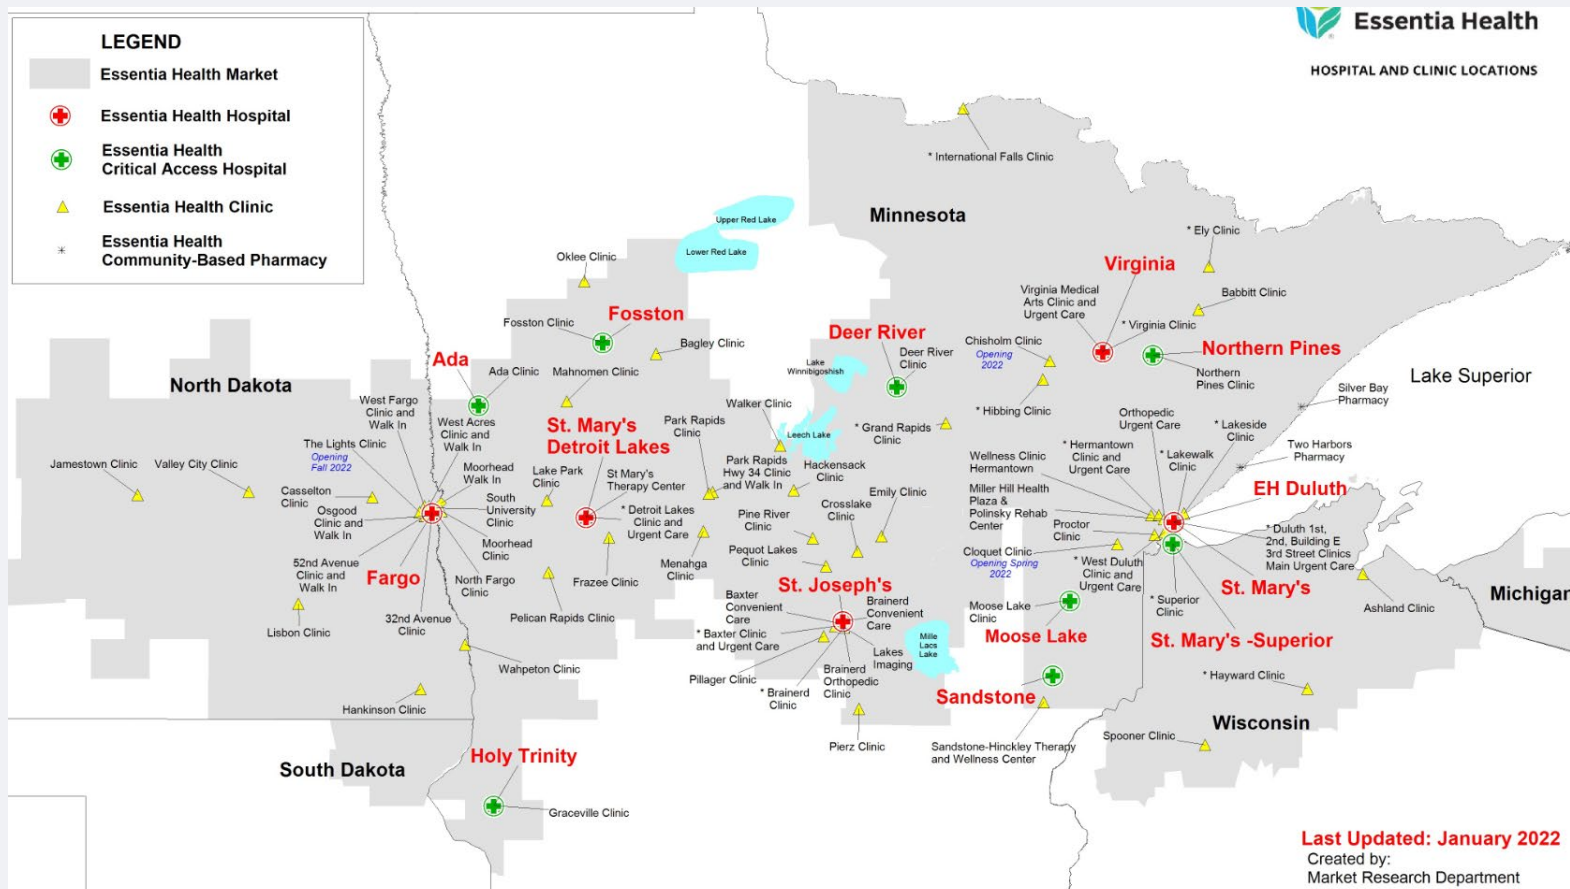 LEGEND
Essentia Health Market
Essentia Health Hospital
Essentia Health
Critical Access Hospital
Essentia Health Clinic
Essentia Health
Community-Based Pharmacy
Essentia Health
®
HOSPITAL AND CLINIC LOCATIONS
* International Falls Clinic
Minnesota
Upper Red Lake
Lower Red Lake
Oklee Clinic
* Ely Clinic
Virginia
Virginia Medical
Arts Clinic and
Urgent Care
Babbitt Clinic
* Virginia Clinic
Fosston
Fosston Clinic
Bagley Clinic
Deer River
Deer River
Clinic
Chisholm Clinic
Opening
2022
Northern Pines
Northern
Pines Clinic
Lake Superior
Silver Bay
Pharmacy
Ada
Ada Clinic
Mahnomen Clinic
Lake
Winnibigoshish
* Hibbing Clinic
North Dakota
West Fargo
Clinic and
Walk In
West Acres
Clinic and
Walk In
St. Mary's
Detroit Lakes
Park Rapids
Clinic
Walker Clinic
Leech Lake
* Grand Rapids
Clinic
Orthopedic
Urgent Care
* Lakeside
Clinic
Two Harbors
Pharmacy
The Lights Clinic
Opening
Fall 2022
* Hermantown
Clinic and
Urgent Care
* Lakewalk
Clinic
Wellness Clinic
Hermantown
Jamestown Clinic
Valley City Clinic
Casselton
Clinic
Moorhead
Walk In
Lake Park
Clinic
St Mary's
Therapy Center
Park Rapids
Hwy 34 Clinic
and Walk In
Hackensack
Clinic
Emily Clinic
Miller Hill Health
Plaza &
Polinsky Rehab
Center
EH Duluth
Osgood
Clinic and
Walk In
South
University
Clinic
* Detroit Lakes
Clinic and
Urgent Care
Pine River
Clinic
Crosslake
Clinic
Proctor
Clinic
* Duluth 1st,
2nd, Building E
3rd Street Clinics
Main Urgent Care
Moorhead
Clinic
Pequot Lakes
Clinic
Cloquet Clinic
Opening Spring
2022
* West Duluth
Clinic and
Urgent Care
52nd Avenue
Clinic and
Walk In
Fargo
North Fargo
Clinic
Frazee Clinic
Menahga
Clinic
St. Joseph's
St. Mary's
Ashland Clinic
Michigan
Lisbon Clinic
32nd Avenue
Clinic
Pelican Rapids Clinic
Baxter
Convenient
Care
Brainerd
Convenient
Care
Moose Lake
Clinic
Moose Lake
* Superior
Clinic
St. Mary's -Superior
* Baxter Clinic
and Urgent Care
Lakes
Imaging
Mille
Lacs
Lake
Wahpeton Clinic
Pillager Clinic
* Brainerd
Clinic
Brainerd
Orthopedic
Clinic
Sandstone
* Hayward Clinic
Hankinson Clinic
Wisconsin
Pierz Clinic
Sandstone-Hinckley Therapy
and Wellness Center
Spooner Clinic
South Dakota
Holy Trinity
Graceville Clinic
Last Updated: January 2022
Created by:
Market Research Department